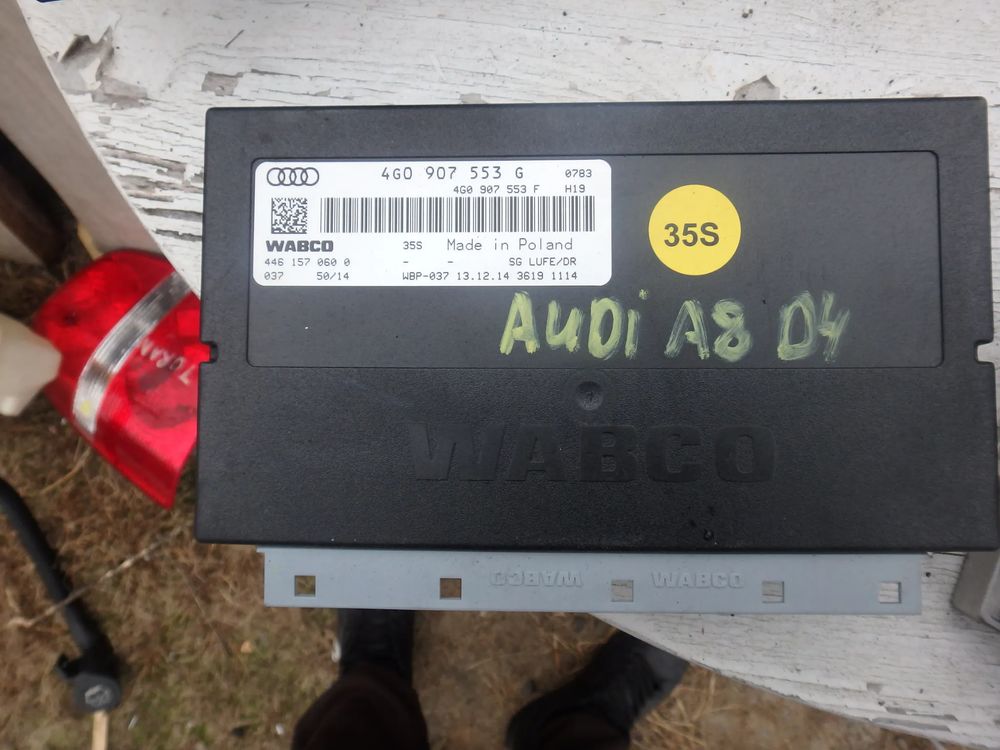 4G0 907 553 G 0783
4G0 907 553 F H19
WABCO 35S Made in Poland
446 157 060 0 - - SG LUFE/DR
037 50/14 WBP-037 13.12.14 3619 1114
35S
AUDi A8 D4
WABCO
WABCO WABCO
TOURAN